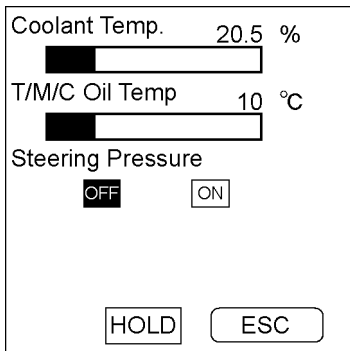 Coolant Temp. 20.5 %
T/M/C Oil Temp 10 °C
Steering Pressure
OFF ON
HOLD ESC